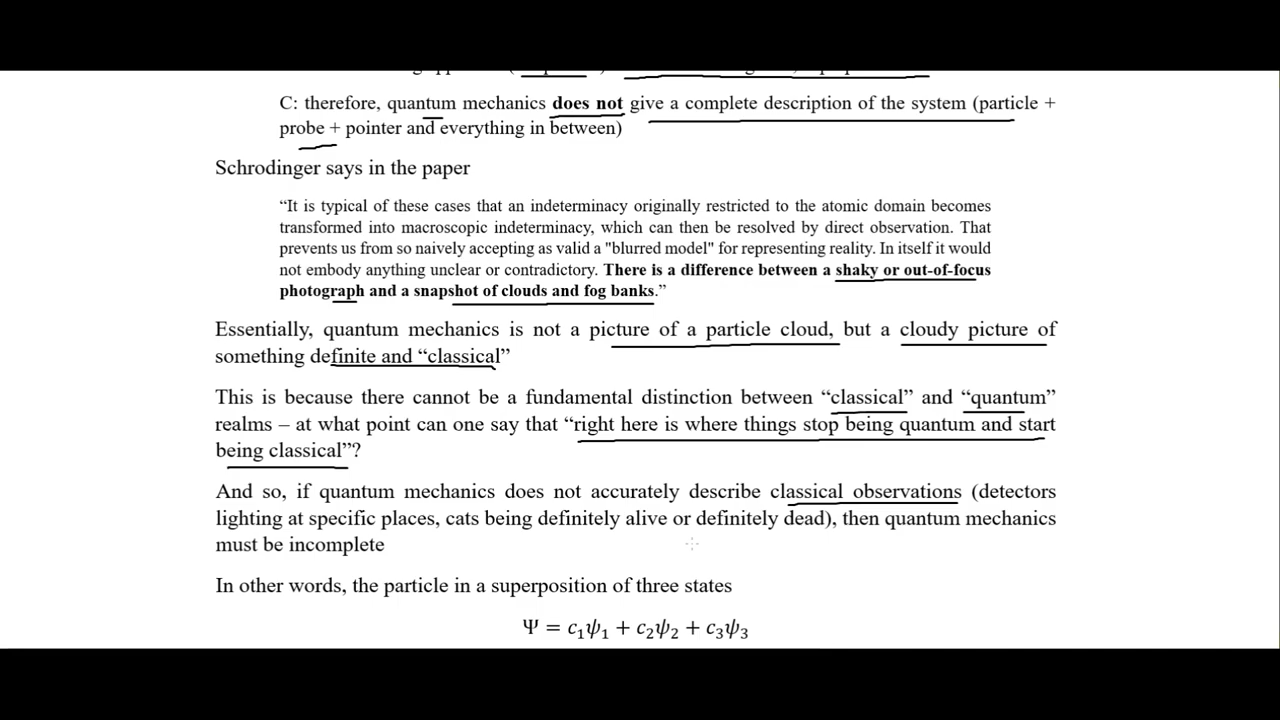 C: therefore, quantum mechanics does not give a complete description of the system (particle +
probe + pointer and everything in between)
Schrodinger says in the paper
“It is typical of these cases that an indeterminacy originally restricted to the atomic domain becomes
transformed into macroscopic indeterminacy, which can then be resolved by direct observation. That
prevents us from so naively accepting as valid a "blurred model" for representing reality. In itself it would
not embody anything unclear or contradictory. There is a difference between a shaky or out-of-focus
photograph and a snapshot of clouds and fog banks.”
Essentially, quantum mechanics is not a picture of a particle cloud, but a cloudy picture of
something definite and “classical”
This is because there cannot be a fundamental distinction between “classical” and “quantum”
realms – at what point can one say that “right here is where things stop being quantum and start
being classical”?
And so, if quantum mechanics does not accurately describe classical observations (detectors
lighting at specific places, cats being definitely alive or definitely dead), then quantum mechanics
must be incomplete
In other words, the particle in a superposition of three states
Ψ = c₁ψ₁ + c₂ψ₂ + c₃ψ₃